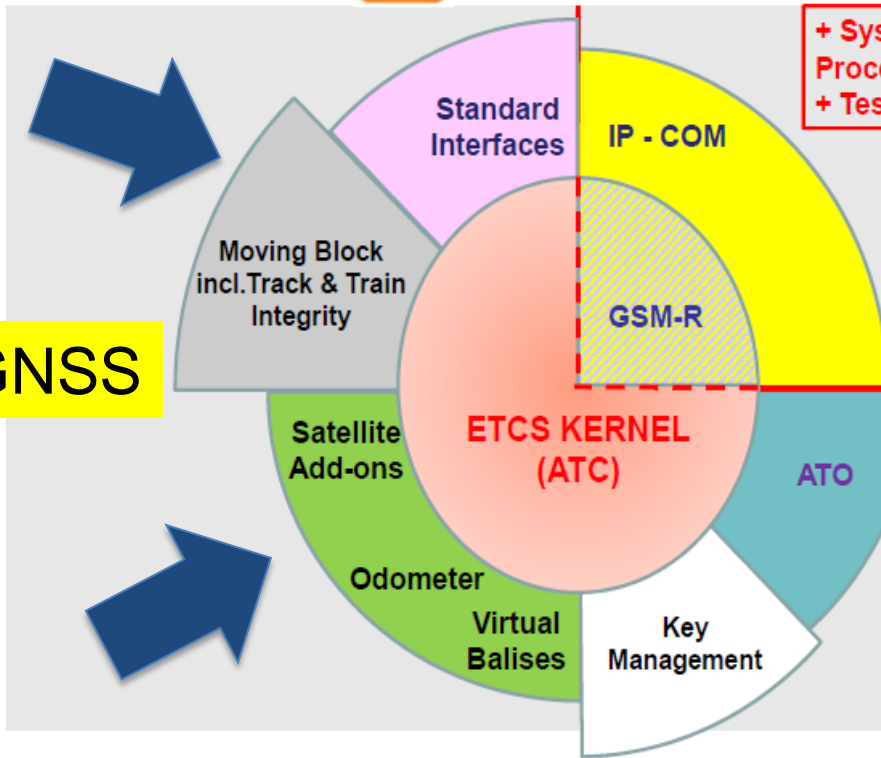 + Sys
Proce
+ Tes
Standard
Interfaces
IP - COM
Moving Block
incl.Track & Train
Integrity
GSM-R
GNSS
Satellite
Add-ons
ETCS KERNEL
(ATC)
ATO
Odometer
Virtual
Balises
Key
Management